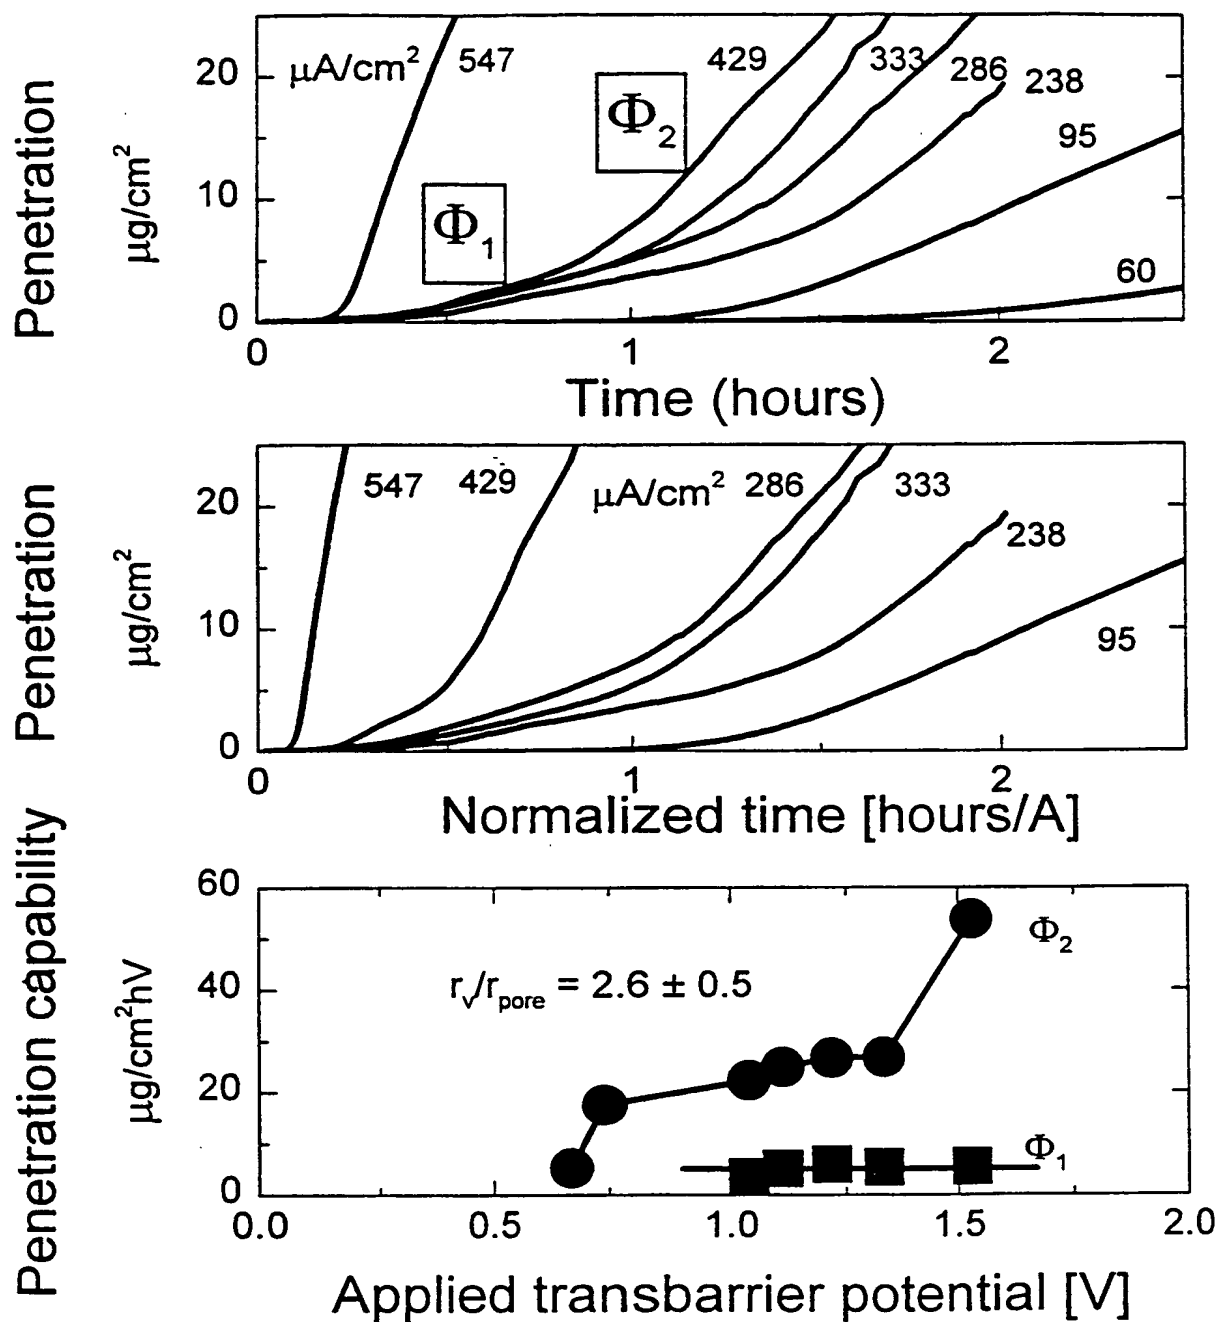 Penetration
μg/cm²
20
10
0
μA/cm²
547
429
333
286
238
95
60
Φ₁
Φ₂
0
1
2
Time (hours)
Penetration
μg/cm²
20
10
0
547
429
μA/cm²
286
333
238
95
0
1
2
Normalized time [hours/A]
Penetration capability
μg/cm²hV
60
40
20
0
rᵥ/r_pore = 2.6 ± 0.5
Φ₂
Φ₁
0.0
0.5
1.0
1.5
2.0
Applied transbarrier potential [V]